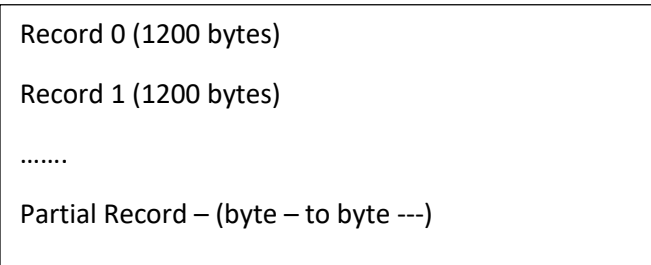 Record 0 (1200 bytes)
Record 1 (1200 bytes)
…….
Partial Record – (byte – to byte ---)